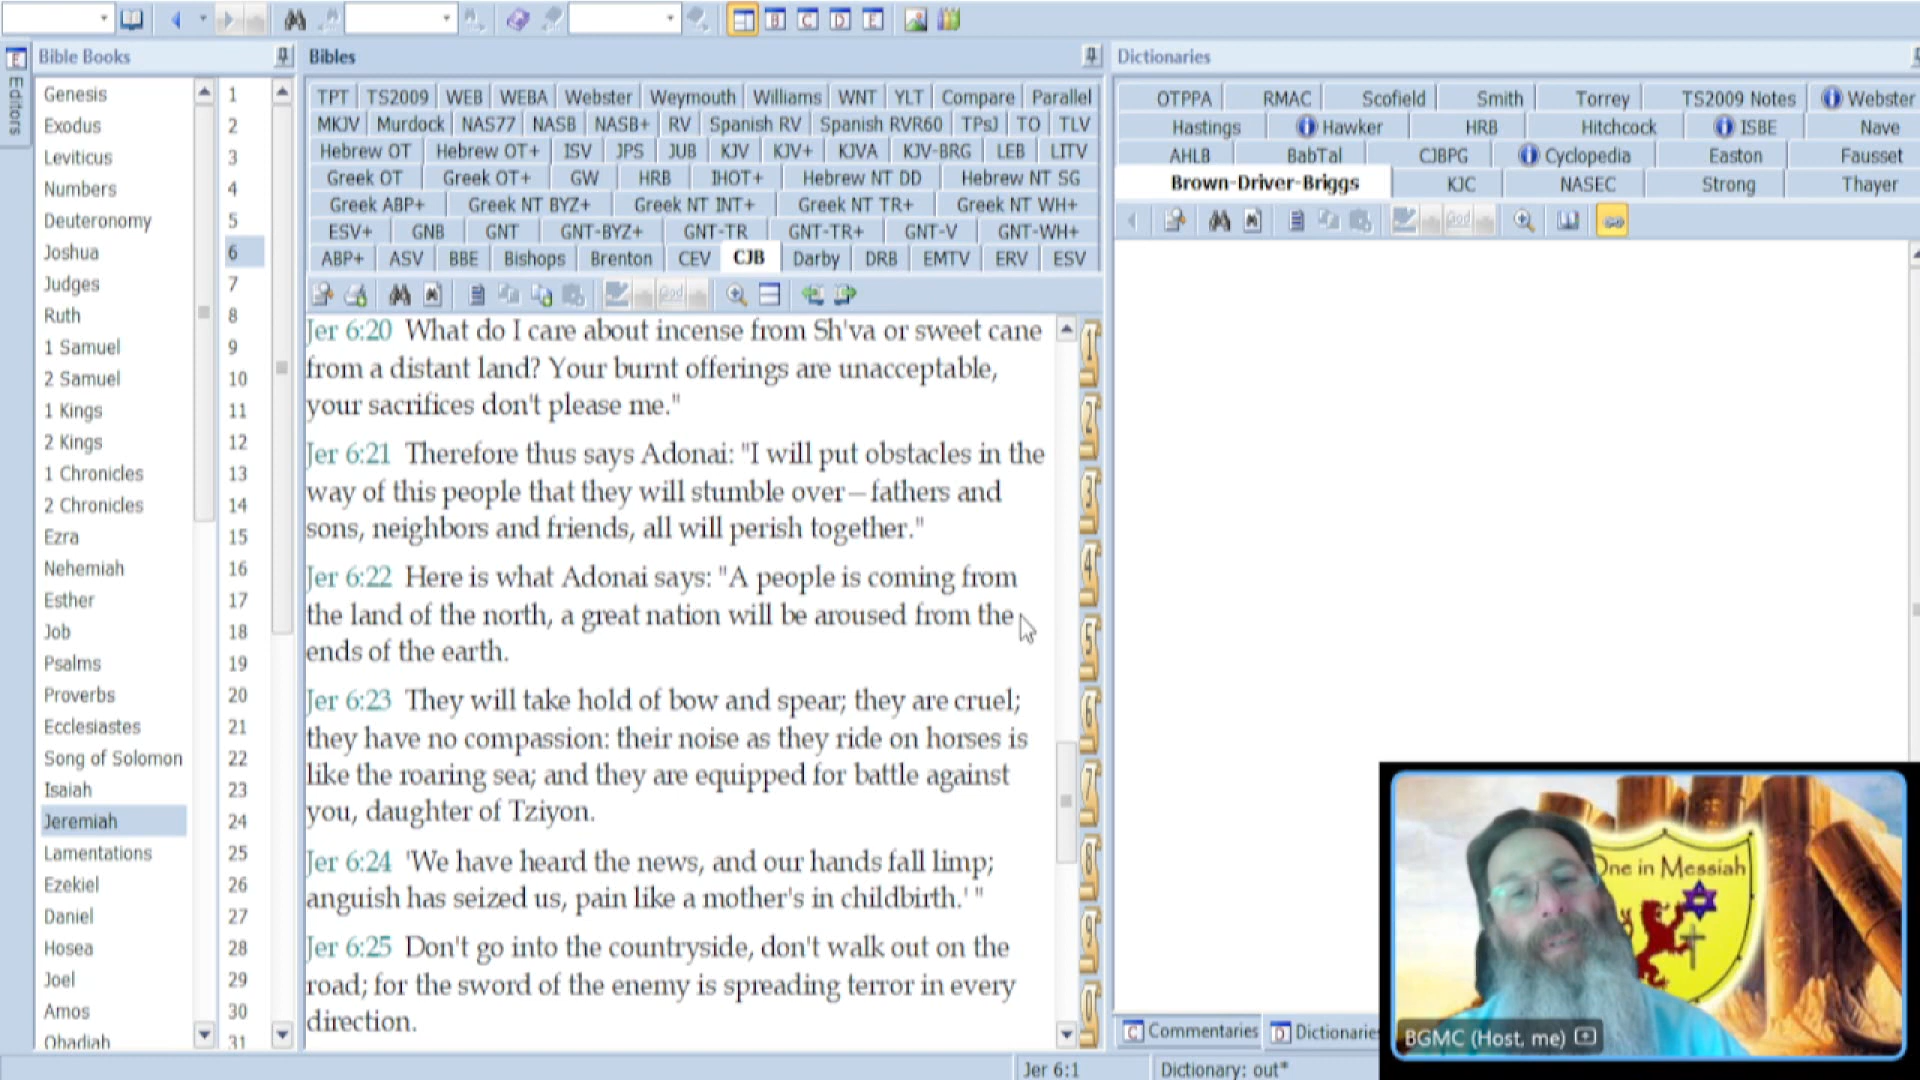 Editors
Bible Books
Genesis
Exodus
Leviticus
Numbers
Deuteronomy
Joshua
Judges
Ruth
1 Samuel
2 Samuel
1 Kings
2 Kings
1 Chronicles
2 Chronicles
Ezra
Nehemiah
Esther
Job
Psalms
Proverbs
Ecclesiastes
Song of Solomon
Isaiah
Jeremiah
Lamentations
Ezekiel
Daniel
Hosea
Joel
Amos
Obadiah
1
2
3
4
5
6
7
8
9
10
11
12
13
14
15
16
17
18
19
20
21
22
23
24
25
26
27
28
29
30
31
Bibles
TPT TS2009 WEB WEBA Webster Weymouth Williams WNT YLT Compare Parallel
MKJV Murdock NAS77 NASB NASB+ RV Spanish RV Spanish RVR60 TPsJ TO TLV
Hebrew OT Hebrew OT+ ISV JPS JUB KJV KJV+ KJVA KJV-BRG LEB LITV
Greek OT Greek OT+ GW HRB IHOT+ Hebrew NT DD Hebrew NT SG
Greek ABP+ Greek NT BYZ+ Greek NT INT+ Greek NT TR+ Greek NT WH+
ESV+ GNB GNT GNT-BYZ+ GNT-TR GNT-TR+ GNT-V GNT-WH+
ABP+ ASV BBE Bishops Brenton CEV CJB Darby DRB EMTV ERV ESV
God
Jer 6:20 What do I care about incense from Sh'va or sweet cane
from a distant land? Your burnt offerings are unacceptable,
your sacrifices don't please me."
Jer 6:21 Therefore thus says Adonai: "I will put obstacles in the
way of this people that they will stumble over—fathers and
sons, neighbors and friends, all will perish together."
Jer 6:22 Here is what Adonai says: "A people is coming from
the land of the north, a great nation will be aroused from the
ends of the earth.
Jer 6:23 They will take hold of bow and spear; they are cruel;
they have no compassion: their noise as they ride on horses is
like the roaring sea; and they are equipped for battle against
you, daughter of Tziyon.
Jer 6:24 'We have heard the news, and our hands fall limp;
anguish has seized us, pain like a mother's in childbirth.' "
Jer 6:25 Don't go into the countryside, don't walk out on the
road; for the sword of the enemy is spreading terror in every
direction.
1
2
3
4
5
6
7
8
9
0
Dictionaries
OTPPA RMAC Scofield Smith Torrey TS2009 Notes Webster
Hastings Hawker HRB Hitchcock ISBE Nave
AHLB BabTal CJBPG Cyclopedia Easton Fausset
Brown-Driver-Briggs KJC NASEC Strong Thayer
God
Commentaries Dictionaries
One in Messiah
BGMC (Host, me)
Jer 6:1
Dictionary: out*